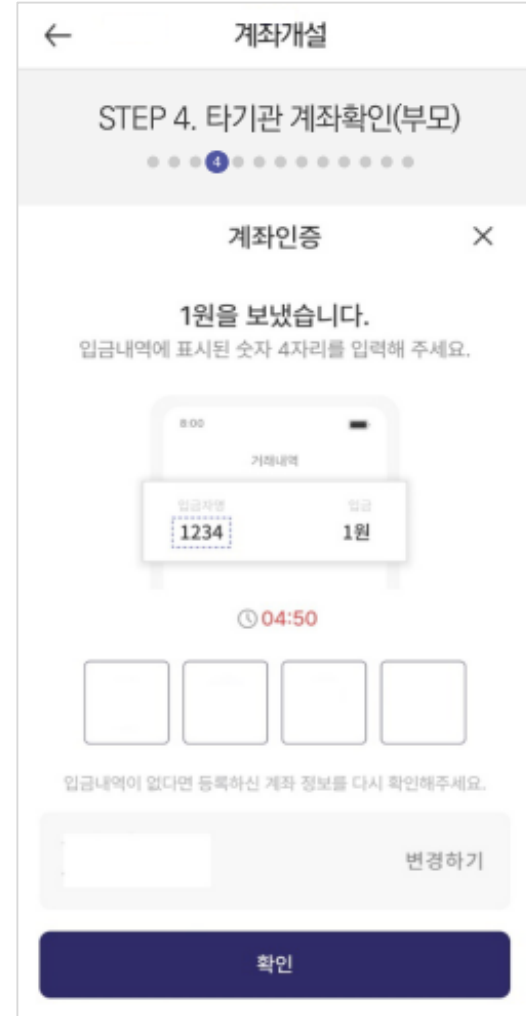 계좌개설
STEP 4. 타기관 계좌확인(부모)
4
계좌인증
1원을 보냈습니다.
입금내역에 표시된 숫자 4자리를 입력해 주세요.
8:00
거래내역
입금자명 입금
1234 1원
04:50
입금내역이 없다면 등록하신 계좌 정보를 다시 확인해주세요.
변경하기
확인